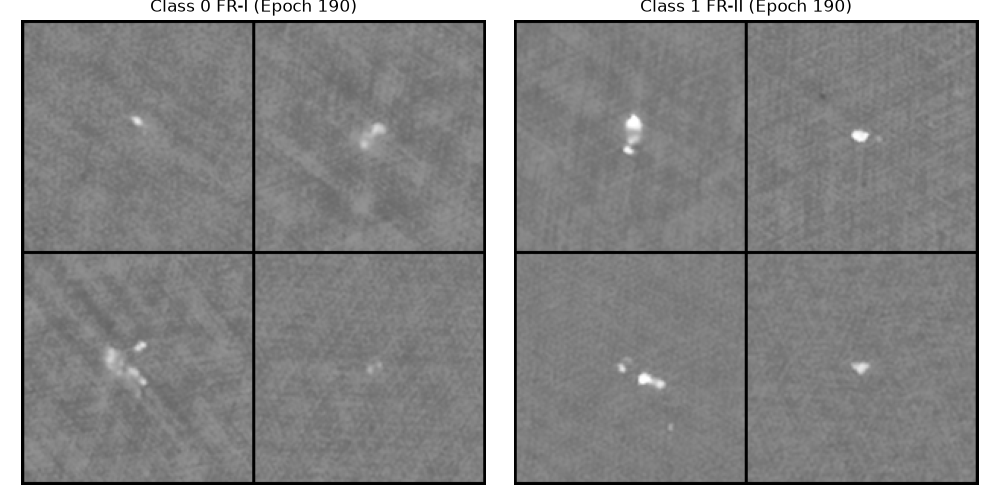 Class 0 FR-I (Epoch 190)
Class 1 FR-II (Epoch 190)